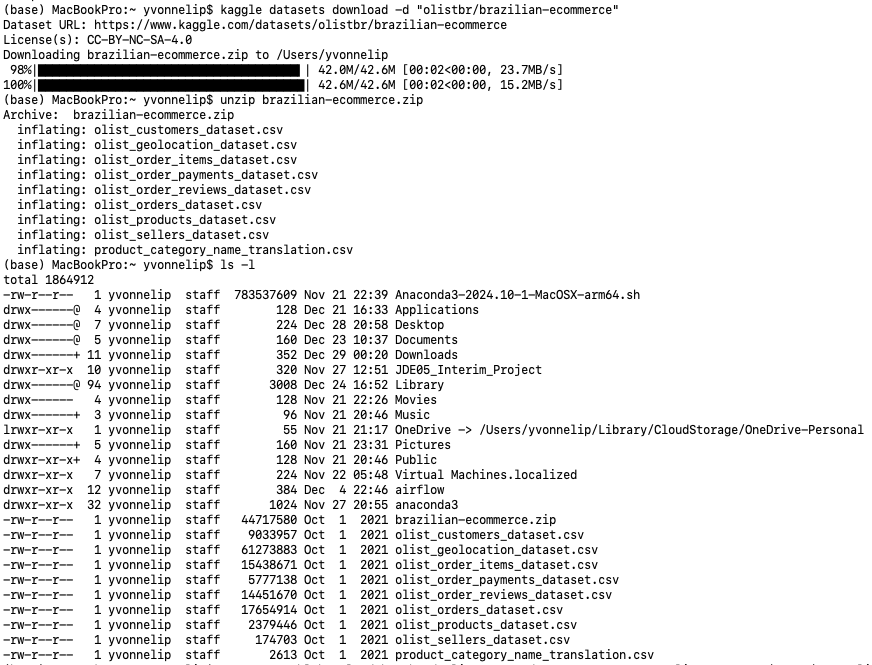 (base) MacBookPro:~ yvonnelip$ kaggle datasets download -d "olistbr/brazilian-ecommerce"
Dataset URL: https://www.kaggle.com/datasets/olistbr/brazilian-ecommerce
License(s): CC-BY-NC-SA-4.0
Downloading brazilian-ecommerce.zip to /Users/yvonnelip
98%| | 42.0M/42.6M [00:02<00:00, 23.7MB/s]
100%| | 42.6M/42.6M [00:02<00:00, 15.2MB/s]
(base) MacBookPro:~ yvonnelip$ unzip brazilian-ecommerce.zip
Archive:  brazilian-ecommerce.zip
  inflating: olist_customers_dataset.csv
  inflating: olist_geolocation_dataset.csv
  inflating: olist_order_items_dataset.csv
  inflating: olist_order_payments_dataset.csv
  inflating: olist_order_reviews_dataset.csv
  inflating: olist_orders_dataset.csv
  inflating: olist_products_dataset.csv
  inflating: olist_sellers_dataset.csv
  inflating: product_category_name_translation.csv
(base) MacBookPro:~ yvonnelip$ ls -l
total 1864912
-rw-r--r--   1 yvonnelip  staff  783537609 Nov 21 22:39 Anaconda3-2024.10-1-MacOSX-arm64.sh
drwx------@  4 yvonnelip  staff        128 Dec 21 16:33 Applications
drwx------@  7 yvonnelip  staff        224 Dec 28 20:58 Desktop
drwx------@  5 yvonnelip  staff        160 Dec 23 10:37 Documents
drwx------+ 11 yvonnelip  staff        352 Dec 29 00:20 Downloads
drwxr-xr-x  10 yvonnelip  staff        320 Nov 27 12:51 JDE05_Interim_Project
drwx------@ 94 yvonnelip  staff       3008 Dec 24 16:52 Library
drwx------   4 yvonnelip  staff        128 Nov 21 22:26 Movies
drwx------+  3 yvonnelip  staff         96 Nov 21 20:46 Music
lrwxr-xr-x   1 yvonnelip  staff         55 Nov 21 21:17 OneDrive -> /Users/yvonnelip/Library/CloudStorage/OneDrive-Personal
drwx------+  5 yvonnelip  staff        160 Nov 21 23:31 Pictures
drwxr-xr-x+  4 yvonnelip  staff        128 Nov 21 20:46 Public
drwxr-xr-x   7 yvonnelip  staff        224 Nov 22 05:48 Virtual Machines.localized
drwxr-xr-x  12 yvonnelip  staff        384 Dec  4 22:46 airflow
drwxr-xr-x  32 yvonnelip  staff       1024 Nov 27 20:55 anaconda3
-rw-r--r--   1 yvonnelip  staff   44717580 Oct  1  2021 brazilian-ecommerce.zip
-rw-r--r--   1 yvonnelip  staff    9033957 Oct  1  2021 olist_customers_dataset.csv
-rw-r--r--   1 yvonnelip  staff   61273883 Oct  1  2021 olist_geolocation_dataset.csv
-rw-r--r--   1 yvonnelip  staff   15438671 Oct  1  2021 olist_order_items_dataset.csv
-rw-r--r--   1 yvonnelip  staff    5777138 Oct  1  2021 olist_order_payments_dataset.csv
-rw-r--r--   1 yvonnelip  staff   14451670 Oct  1  2021 olist_order_reviews_dataset.csv
-rw-r--r--   1 yvonnelip  staff   17654914 Oct  1  2021 olist_orders_dataset.csv
-rw-r--r--   1 yvonnelip  staff    2379446 Oct  1  2021 olist_products_dataset.csv
-rw-r--r--   1 yvonnelip  staff     174703 Oct  1  2021 olist_sellers_dataset.csv
-rw-r--r--   1 yvonnelip  staff       2613 Oct  1  2021 product_category_name_translation.csv